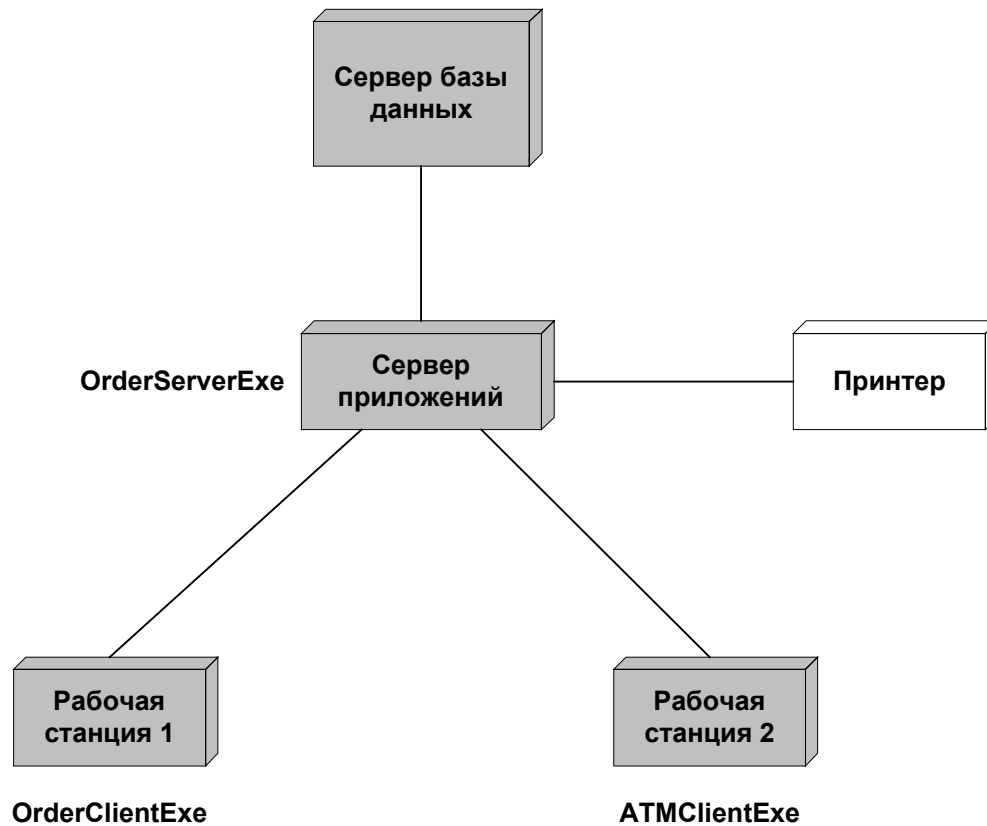 Сервер базы
данных
OrderServerExe
Сервер
приложений
Принтер
Рабочая
станция 1
Рабочая
станция 2
OrderClientExe
ATMClientExe